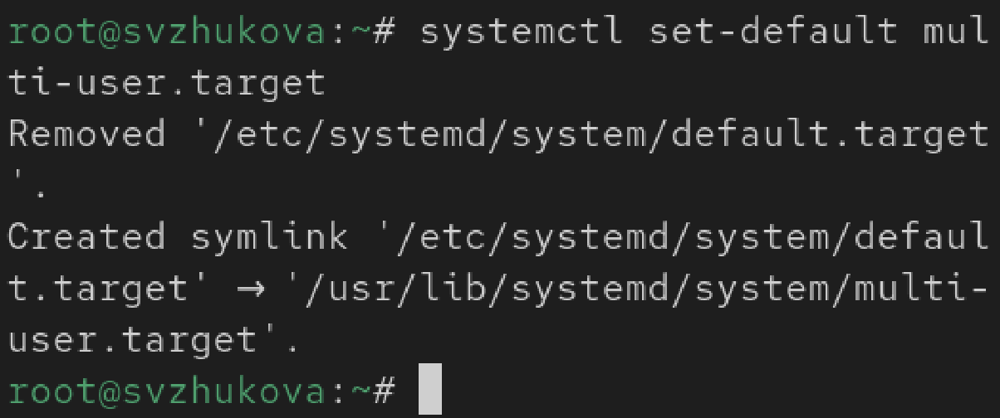 root@svzhukova:~# systemctl set-default mul
ti-user.target
Removed '/etc/systemd/system/default.target
'.
Created symlink '/etc/systemd/system/defaul
t.target' → '/usr/lib/systemd/system/multi-
user.target'.
root@svzhukova:~#